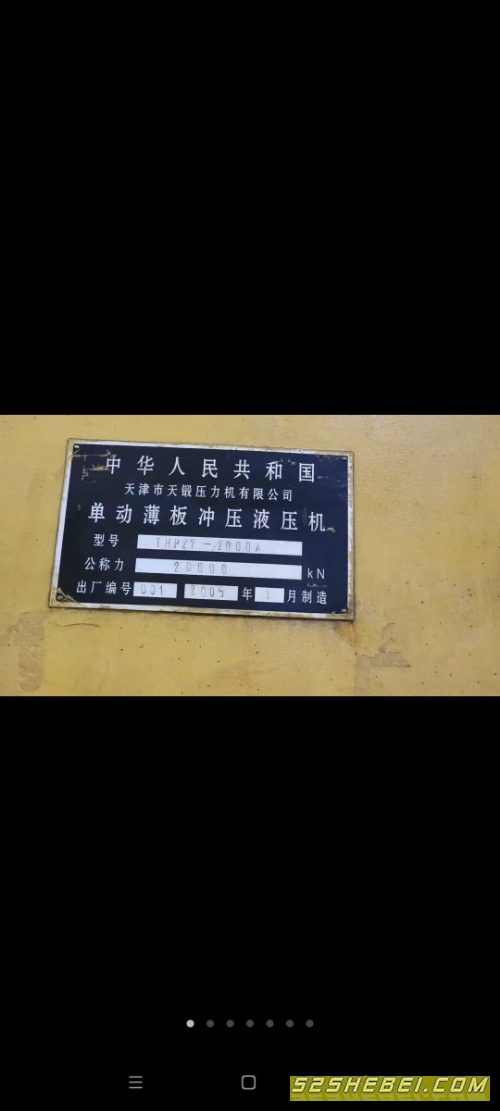 中华人民共和国
天津市天锻压力机有限公司
单动薄板冲压液压机
型号 THP27-2000A
公称力 20000 kN
出厂编号 001 2005 年 月制造
52SHEBEI.COM